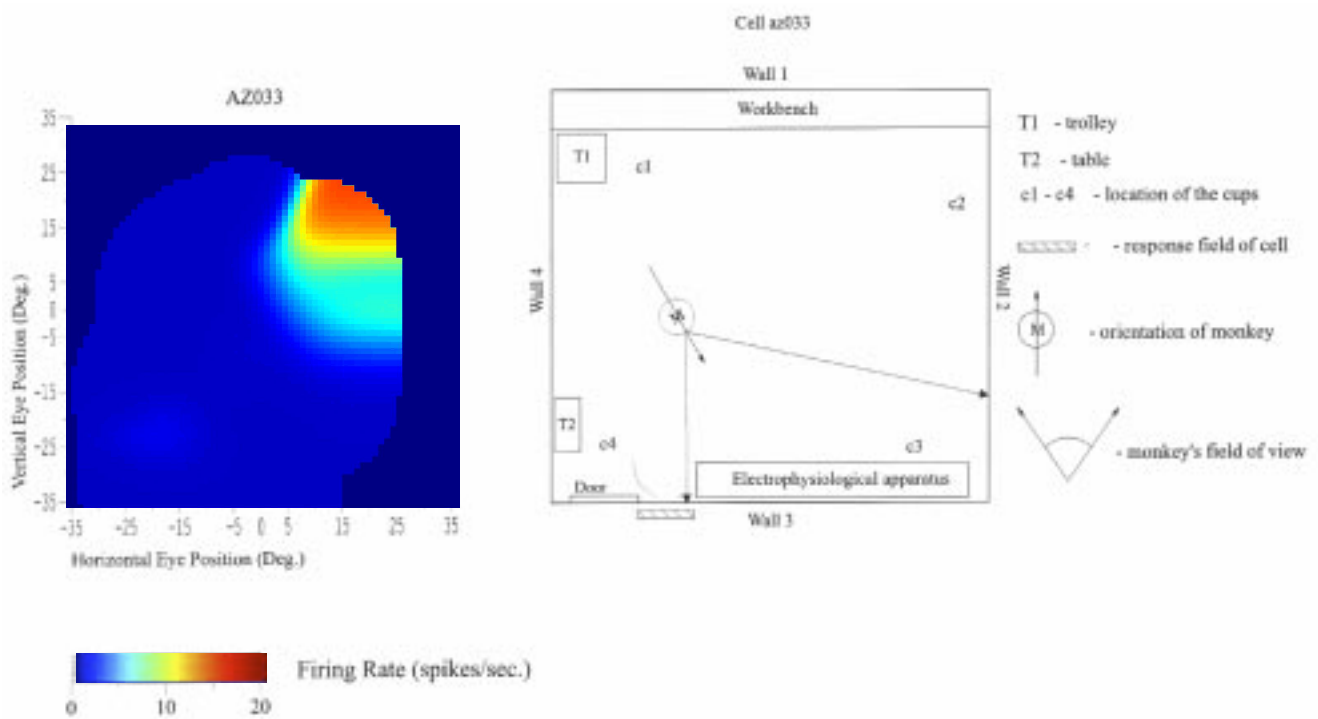 Cell az033
AZ033
35
25
15
5
0
-5
-15
-25
-35
Vertical Eye Position (Deg.)
-35 -25 -15 -5 0 5 15 25 35
Horizontal Eye Position (Deg.)
0 10 20
Firing Rate (spikes/sec.)
Wall 1
Workbench
T1
c1
c2
Wall 4
Wall 2
T2
c4
c3
Electrophysiological apparatus
Door
Wall 3
T1 - trolley
T2 - table
c1 - c4 - location of the cups
- response field of cell
M - orientation of monkey
- monkey's field of view